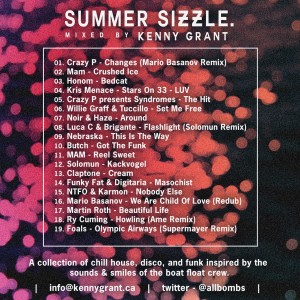 SUMMER SIZZLE.
MIXED BY KENNY GRANT
01. Crazy P - Changes (Mario Basanov Remix)
02. Mam - Crushed Ice
03. Honom - Bedcat
04. Kris Menace - Stars On 33 - LUV
05. Crazy P presents Syndromes - The Hit
06. Willie Graff & Tuccillo - Set Me Free
07. Noir & Haze - Around
08. Luca C & Brigante - Flashlight (Solomun Remix)
09. Nebraska - This Is The Way
10. Butch - Got The Funk
11. MAM - Reel Sweet
12. Solomun - Kackvogel
13. Claptone - Cream
14. Funky Fat & Digitaria - Masochist
15. NTFO & Karmon - Nobody Else
16. Mario Basanov - We Are Child Of Love (Redub)
17. Martin Roth - Beautiful Life
18. Ry Cuming - Howling (Ame Remix)
19. Foals - Olympic Airways (Supermayer Remix)
A collection of chill house, disco, and funk inspired by the
sounds & smiles of the boat float crew.
| info@kennygrant.ca | twitter - @allbombs |